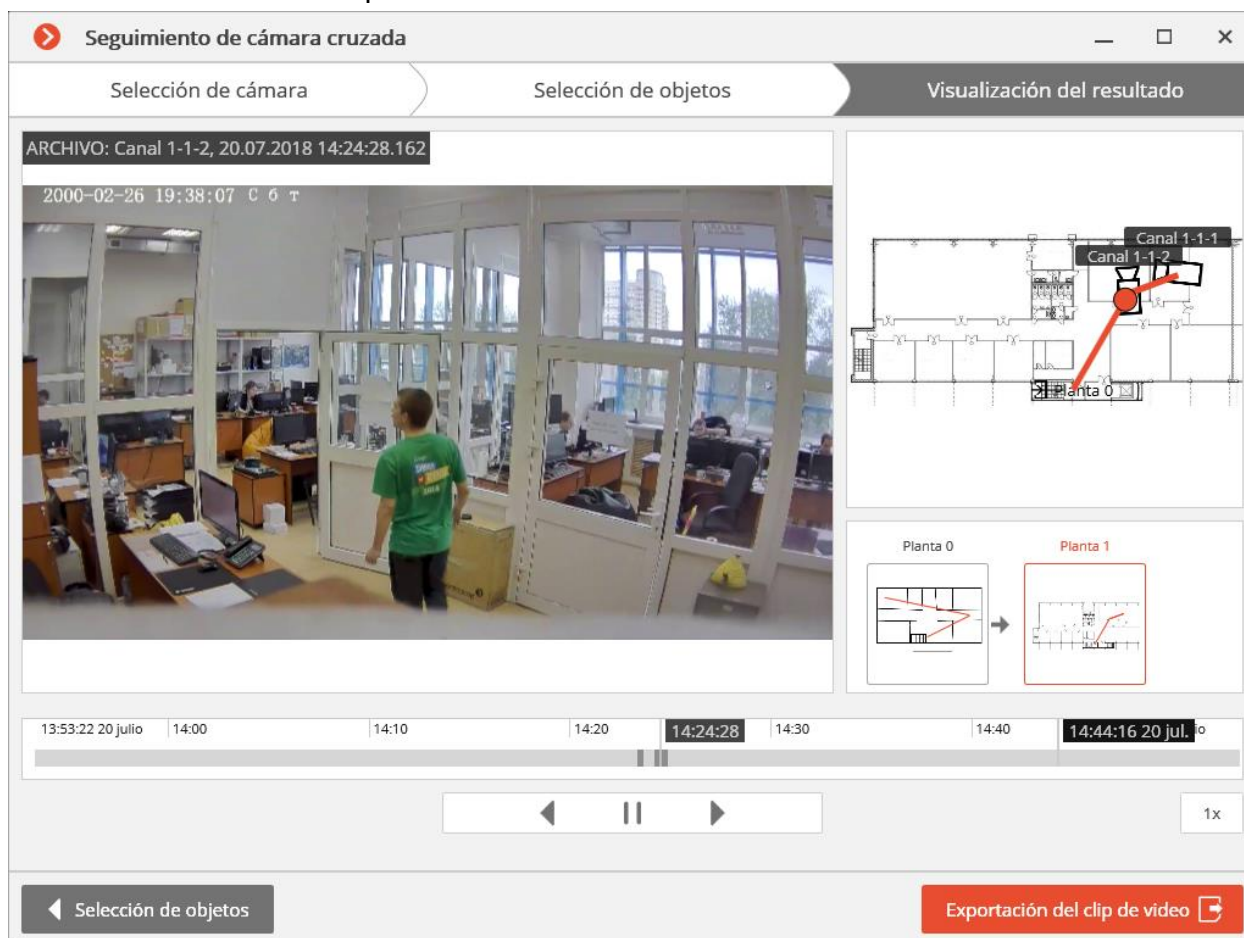 Seguimiento de cámara cruzada
Selección de cámara
Selección de objetos
Visualización del resultado
ARCHIVO: Canal 1-1-2, 20.07.2018 14:24:28.162
2000-02-26 19:38:07 С б т
Canal 1-1-1
Canal 1-1-2
Planta 0
Planta 0
Planta 1
13:53:22 20 julio 14:00 14:10 14:20 14:24:28 14:30 14:40 14:44:16 20 jul. io
1x
Selección de objetos
Exportación del clip de video